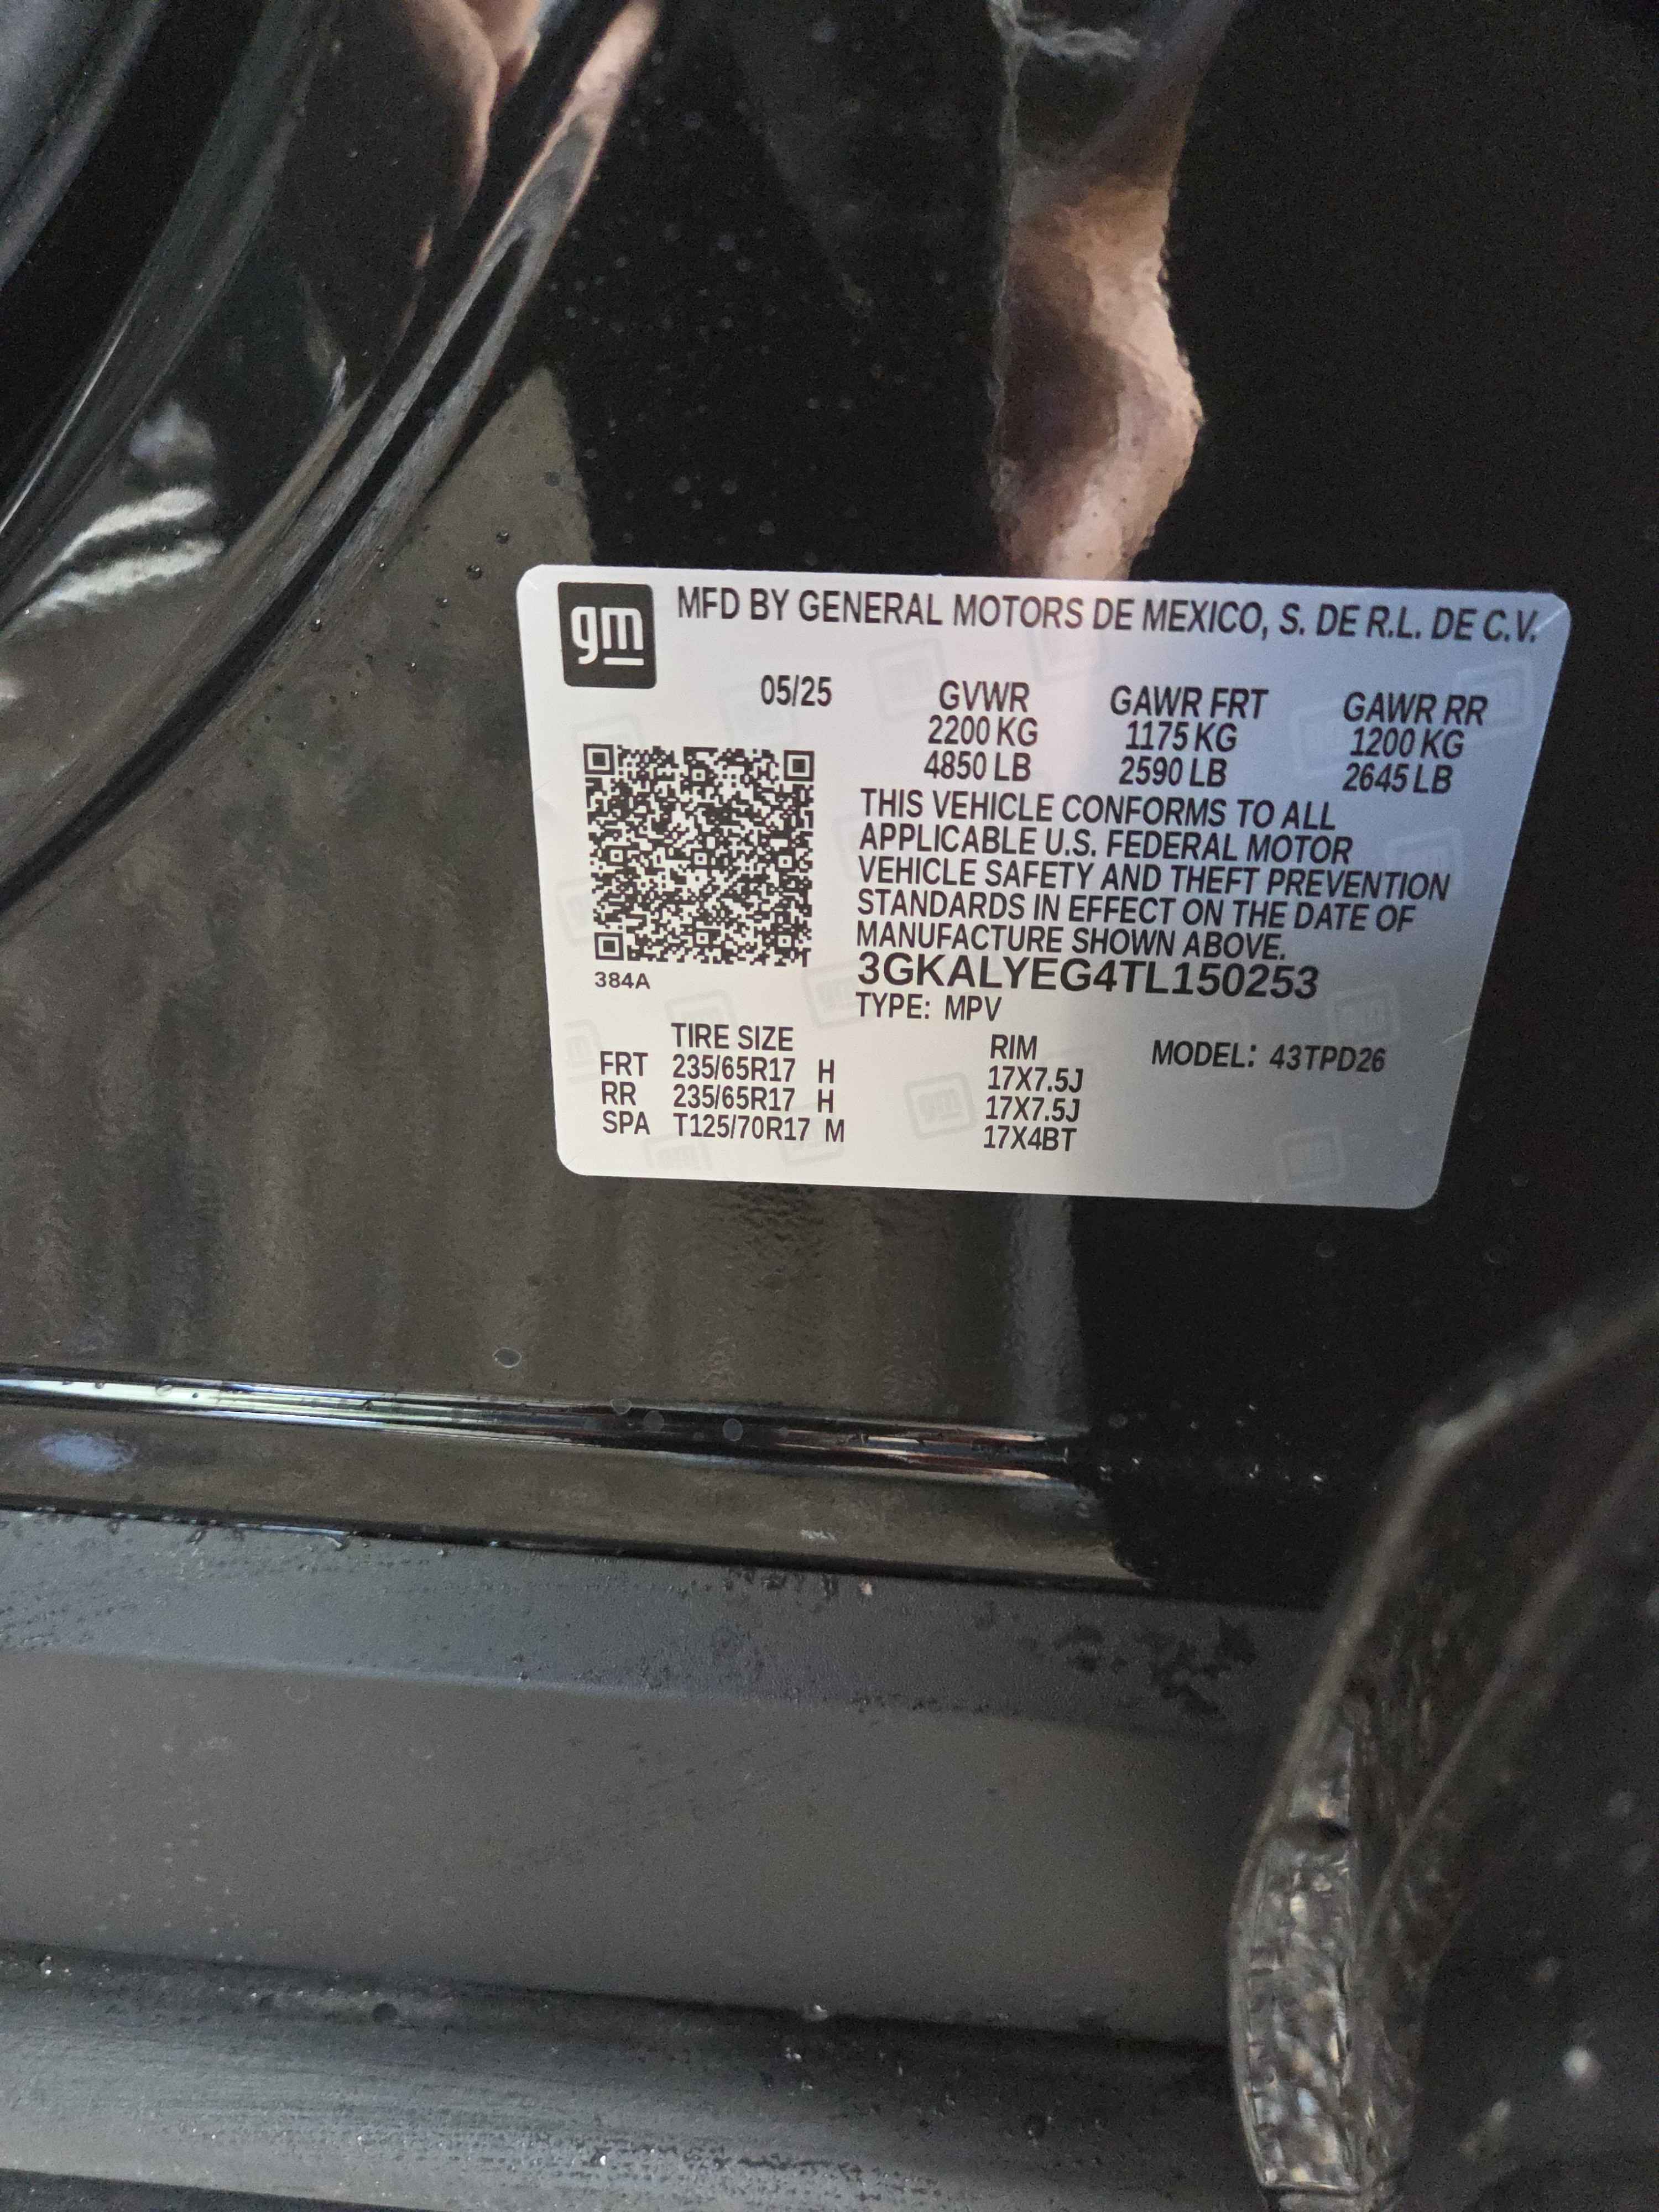 gm
MFD BY GENERAL MOTORS DE MEXICO, S. DE R.L. DE C.V.
05/25 GVWR GAWR FRT GAWR RR
2200 KG 1175 KG 1200 KG
4850 LB 2590 LB 2645 LB
THIS VEHICLE CONFORMS TO ALL
APPLICABLE U.S. FEDERAL MOTOR
VEHICLE SAFETY AND THEFT PREVENTION
STANDARDS IN EFFECT ON THE DATE OF
MANUFACTURE SHOWN ABOVE.
384A
3GKALYEG4TL150253
TYPE: MPV
TIRE SIZE RIM MODEL: 43TPD26
FRT 235/65R17 H 17X7.5J
RR 235/65R17 H 17X7.5J
SPA T125/70R17 M 17X4BT